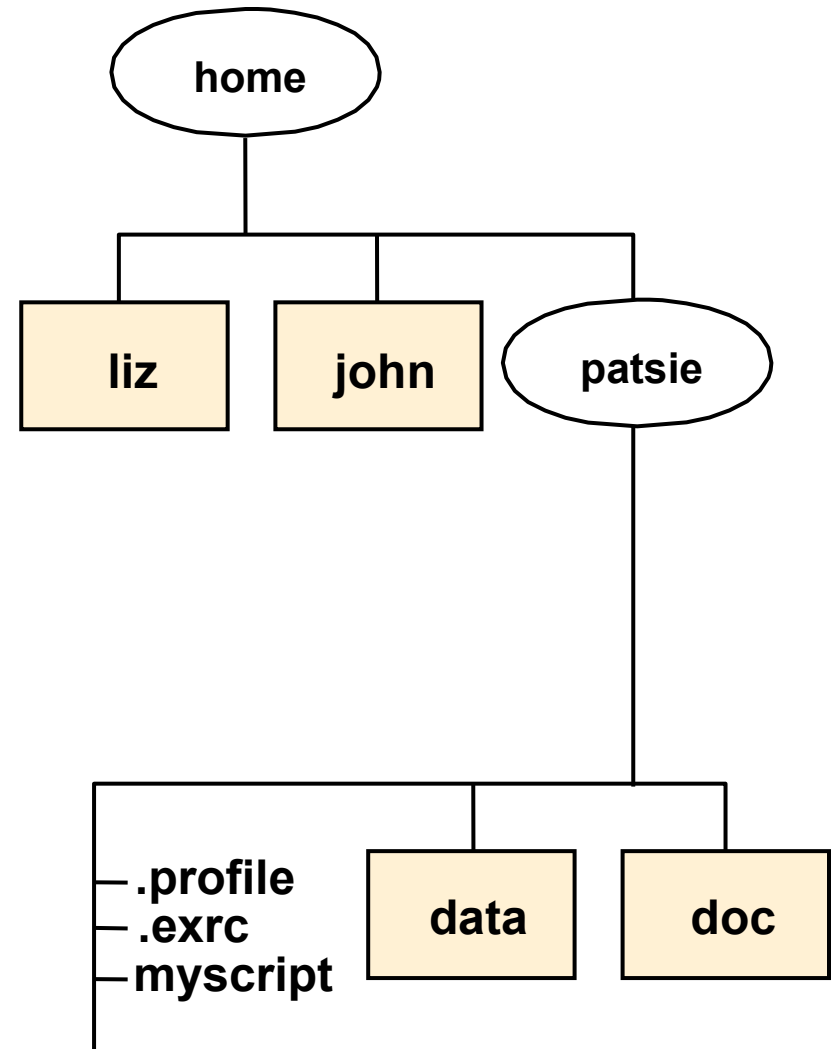 home
liz
john
patsie
.profile
.exrc
myscript
data
doc